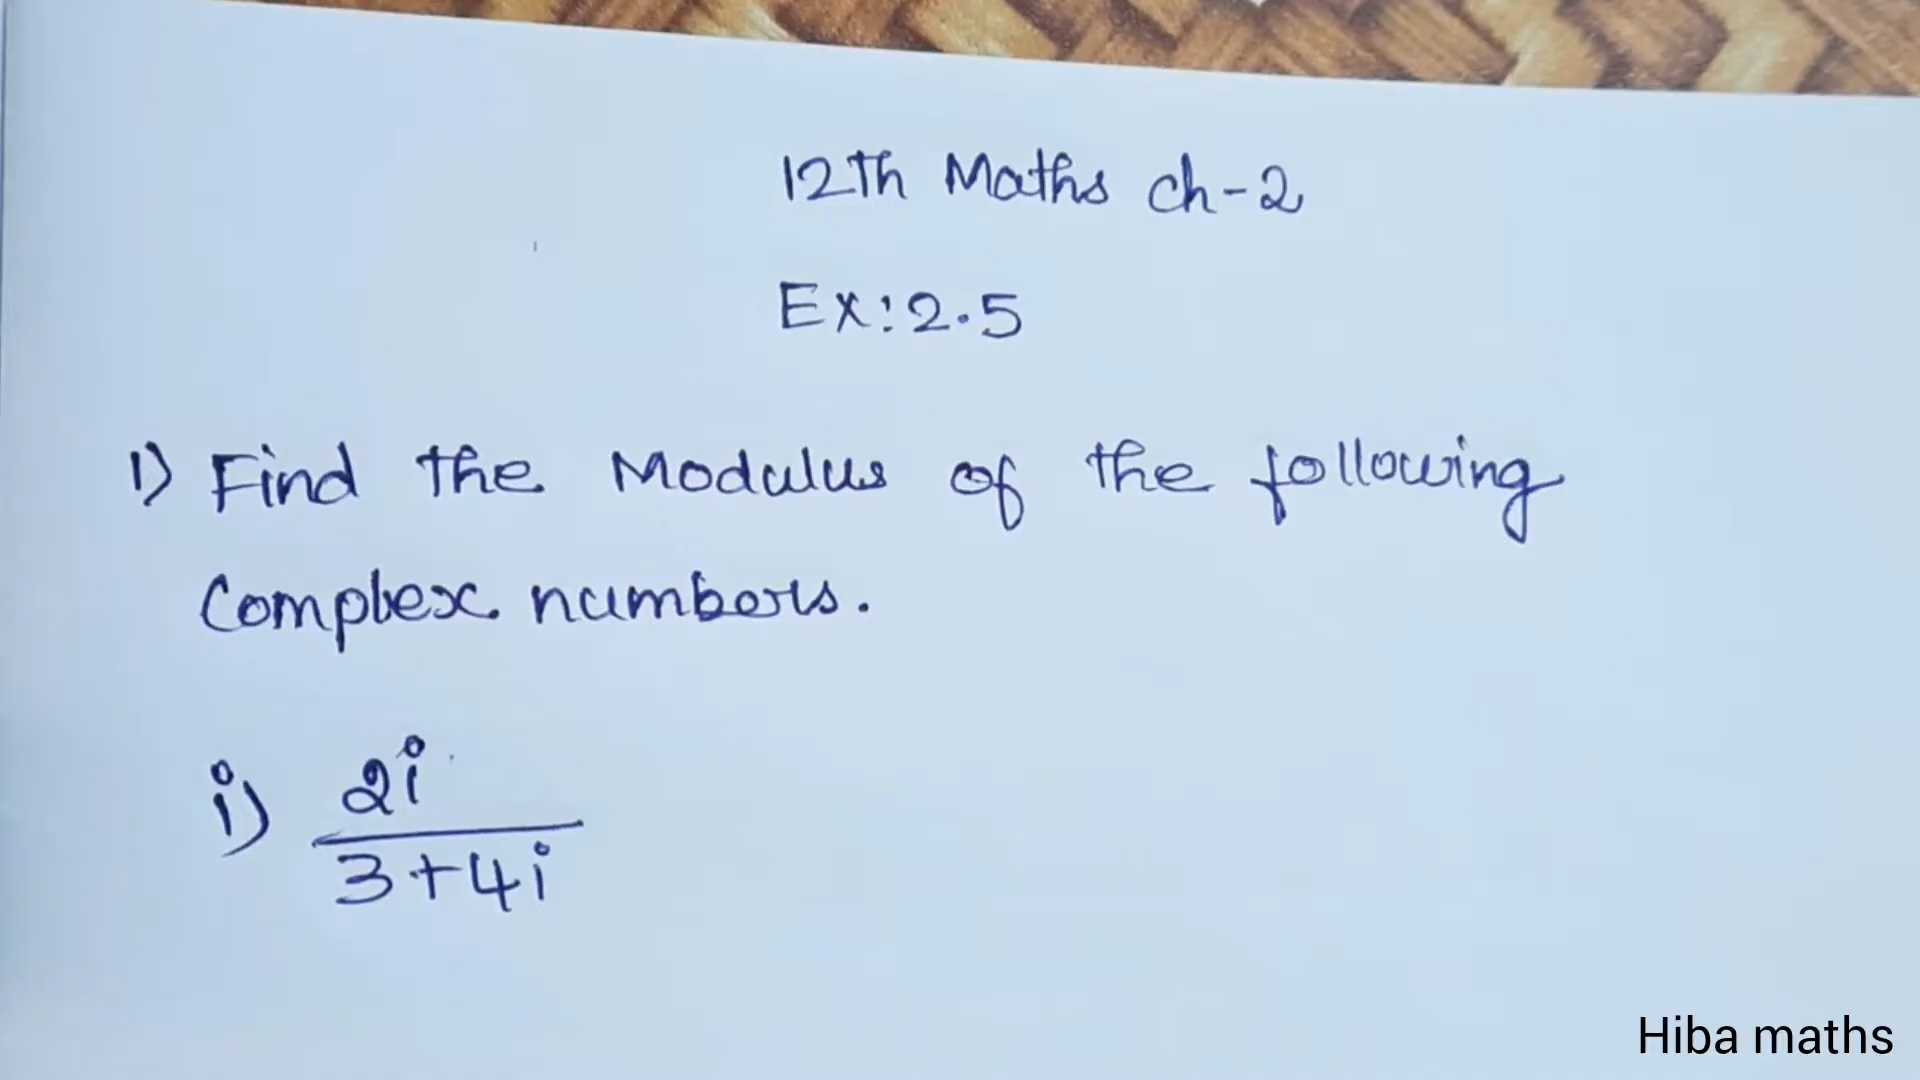 12Th Maths ch-2
Ex: 2.5
1) Find the Modulus of the following
Complex numbers.
i) 2i
3+4i
Hiba maths